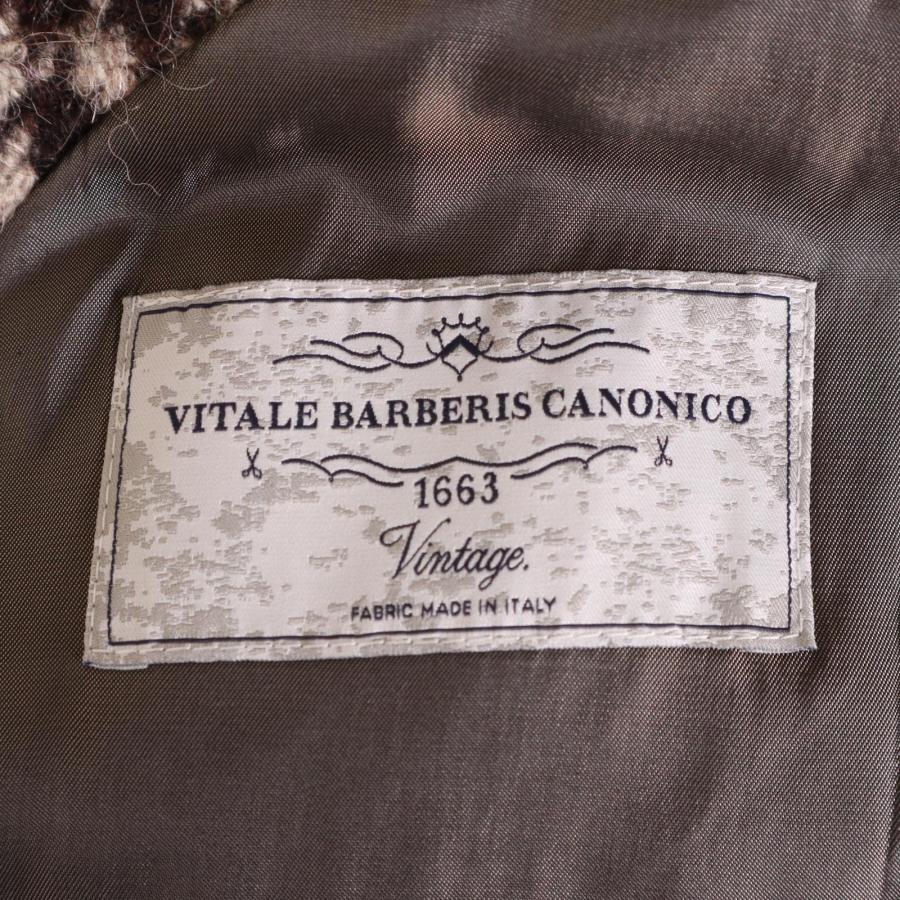 VITALE BARBERIS CANONICO
1663
Vintage.
FABRIC MADE IN ITALY